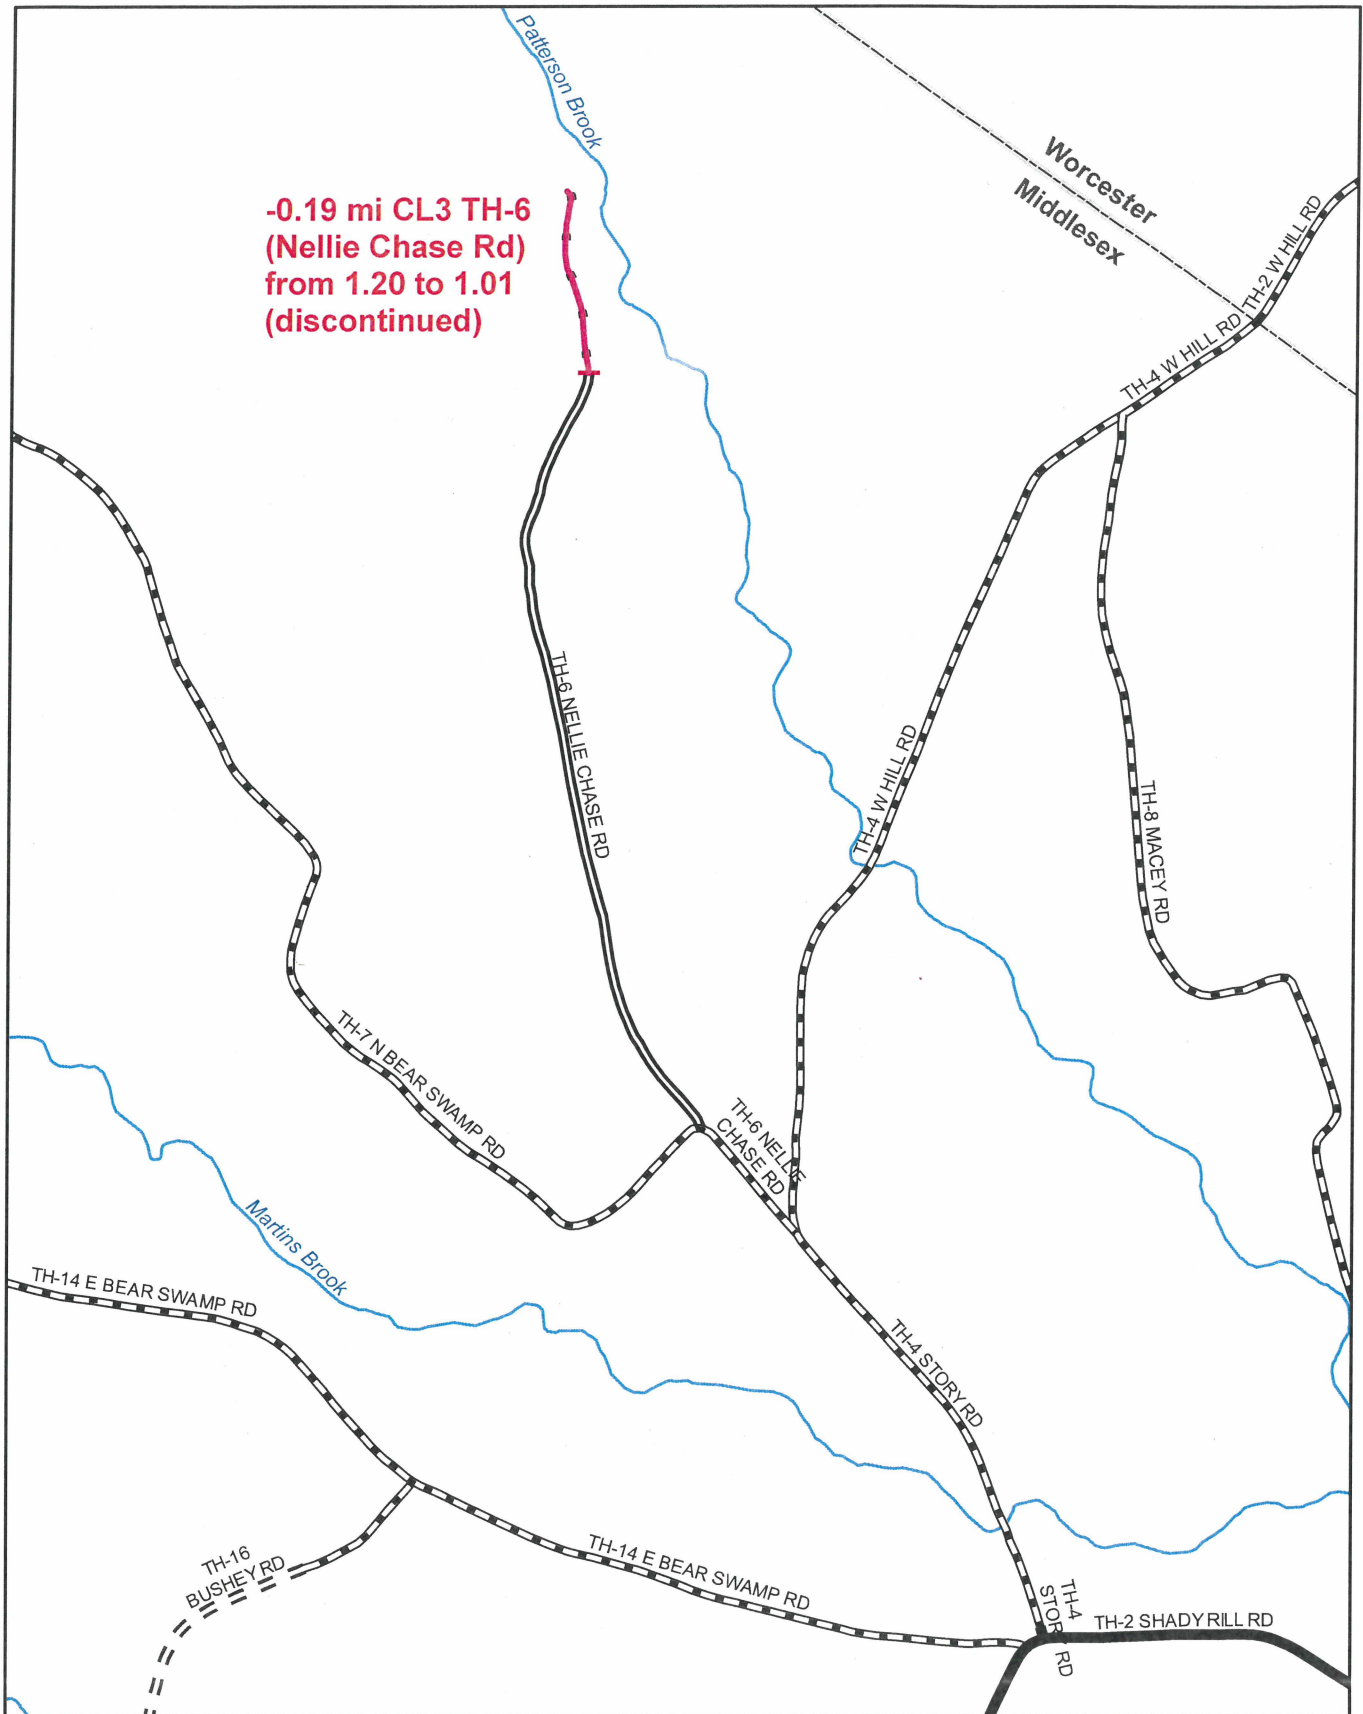 Patterson Brook
Worcester
Middlesex
-0.19 mi CL3 TH-6
(Nellie Chase Rd)
from 1.20 to 1.01
(discontinued)
TH-2 W HILL RD
TH-4 W HILL RD
TH-6 NELLIE CHASE RD
TH-4 W HILL RD
TH-8 MACEY RD
TH-7 N BEAR SWAMP RD
TH-6 NELLIE
CHASE RD
Martins Brook
TH-14 E BEAR SWAMP RD
TH-4 STORY RD
TH-16
BUSHEY RD
TH-14 E BEAR SWAMP RD
TH-4
STORY RD
TH-2 SHADY RILL RD